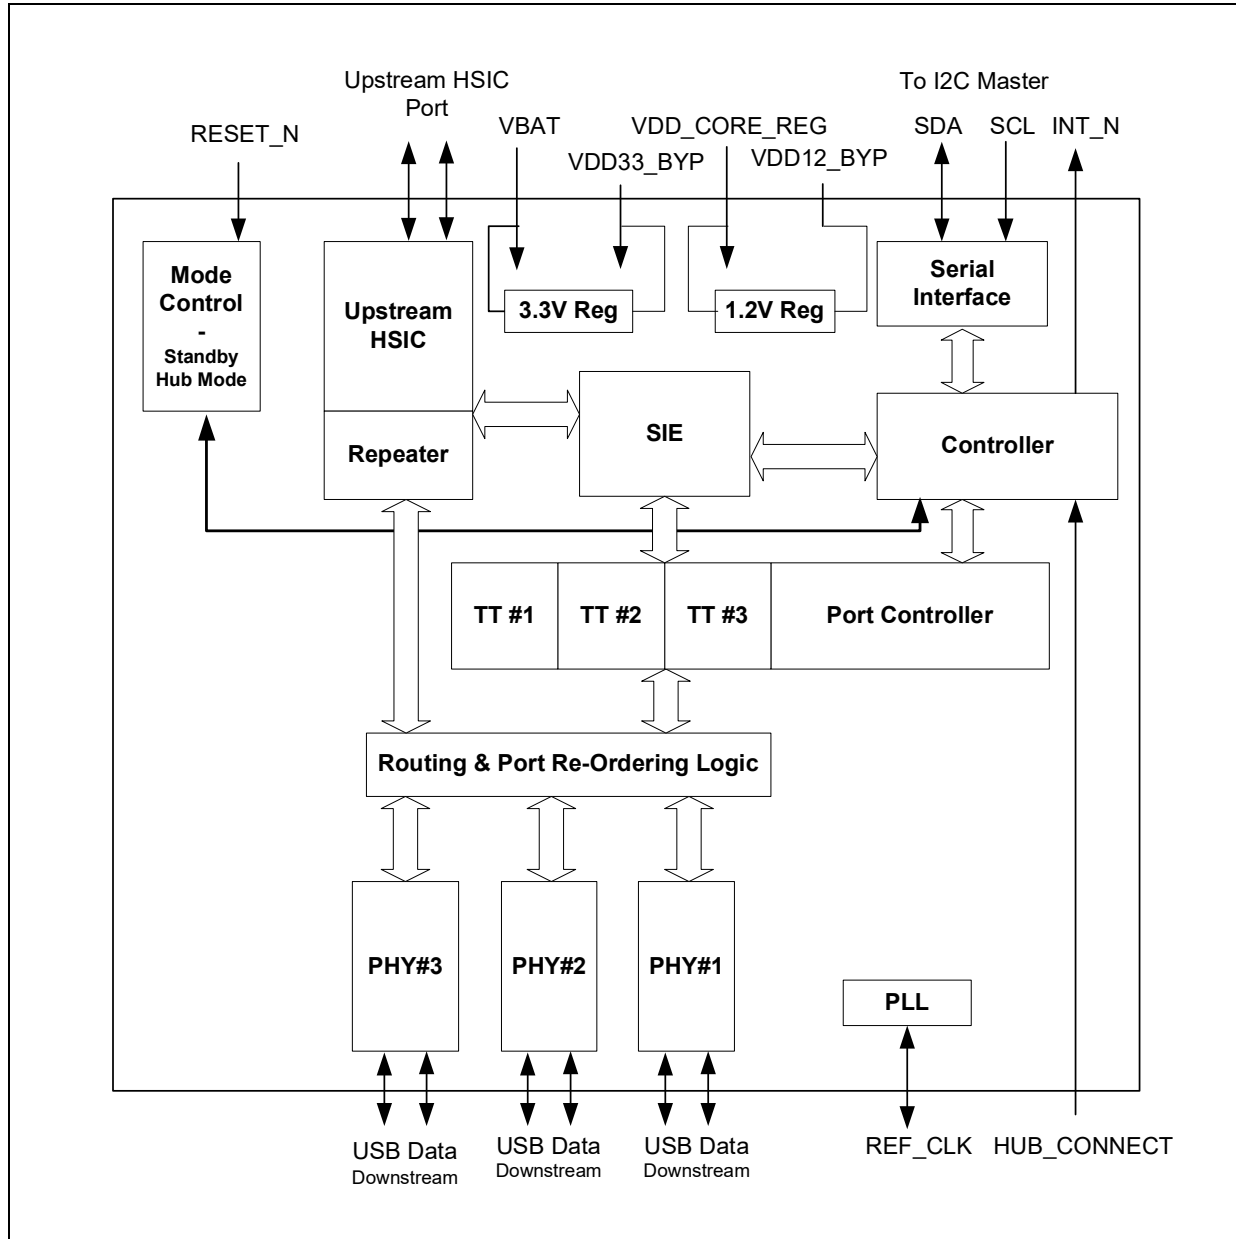 Upstream HSIC
Port
To I2C Master
RESET_N
VBAT
VDD_CORE_REG
SDA
SCL
INT_N
VDD33_BYP
VDD12_BYP
Mode
Control
-
Standby
Hub Mode
Upstream
HSIC
3.3V Reg
1.2V Reg
Serial
Interface
Repeater
SIE
Controller
TT #1
TT #2
TT #3
Port Controller
Routing & Port Re-Ordering Logic
PHY#3
PHY#2
PHY#1
PLL
USB Data
Downstream
USB Data
Downstream
USB Data
Downstream
REF_CLK
HUB_CONNECT